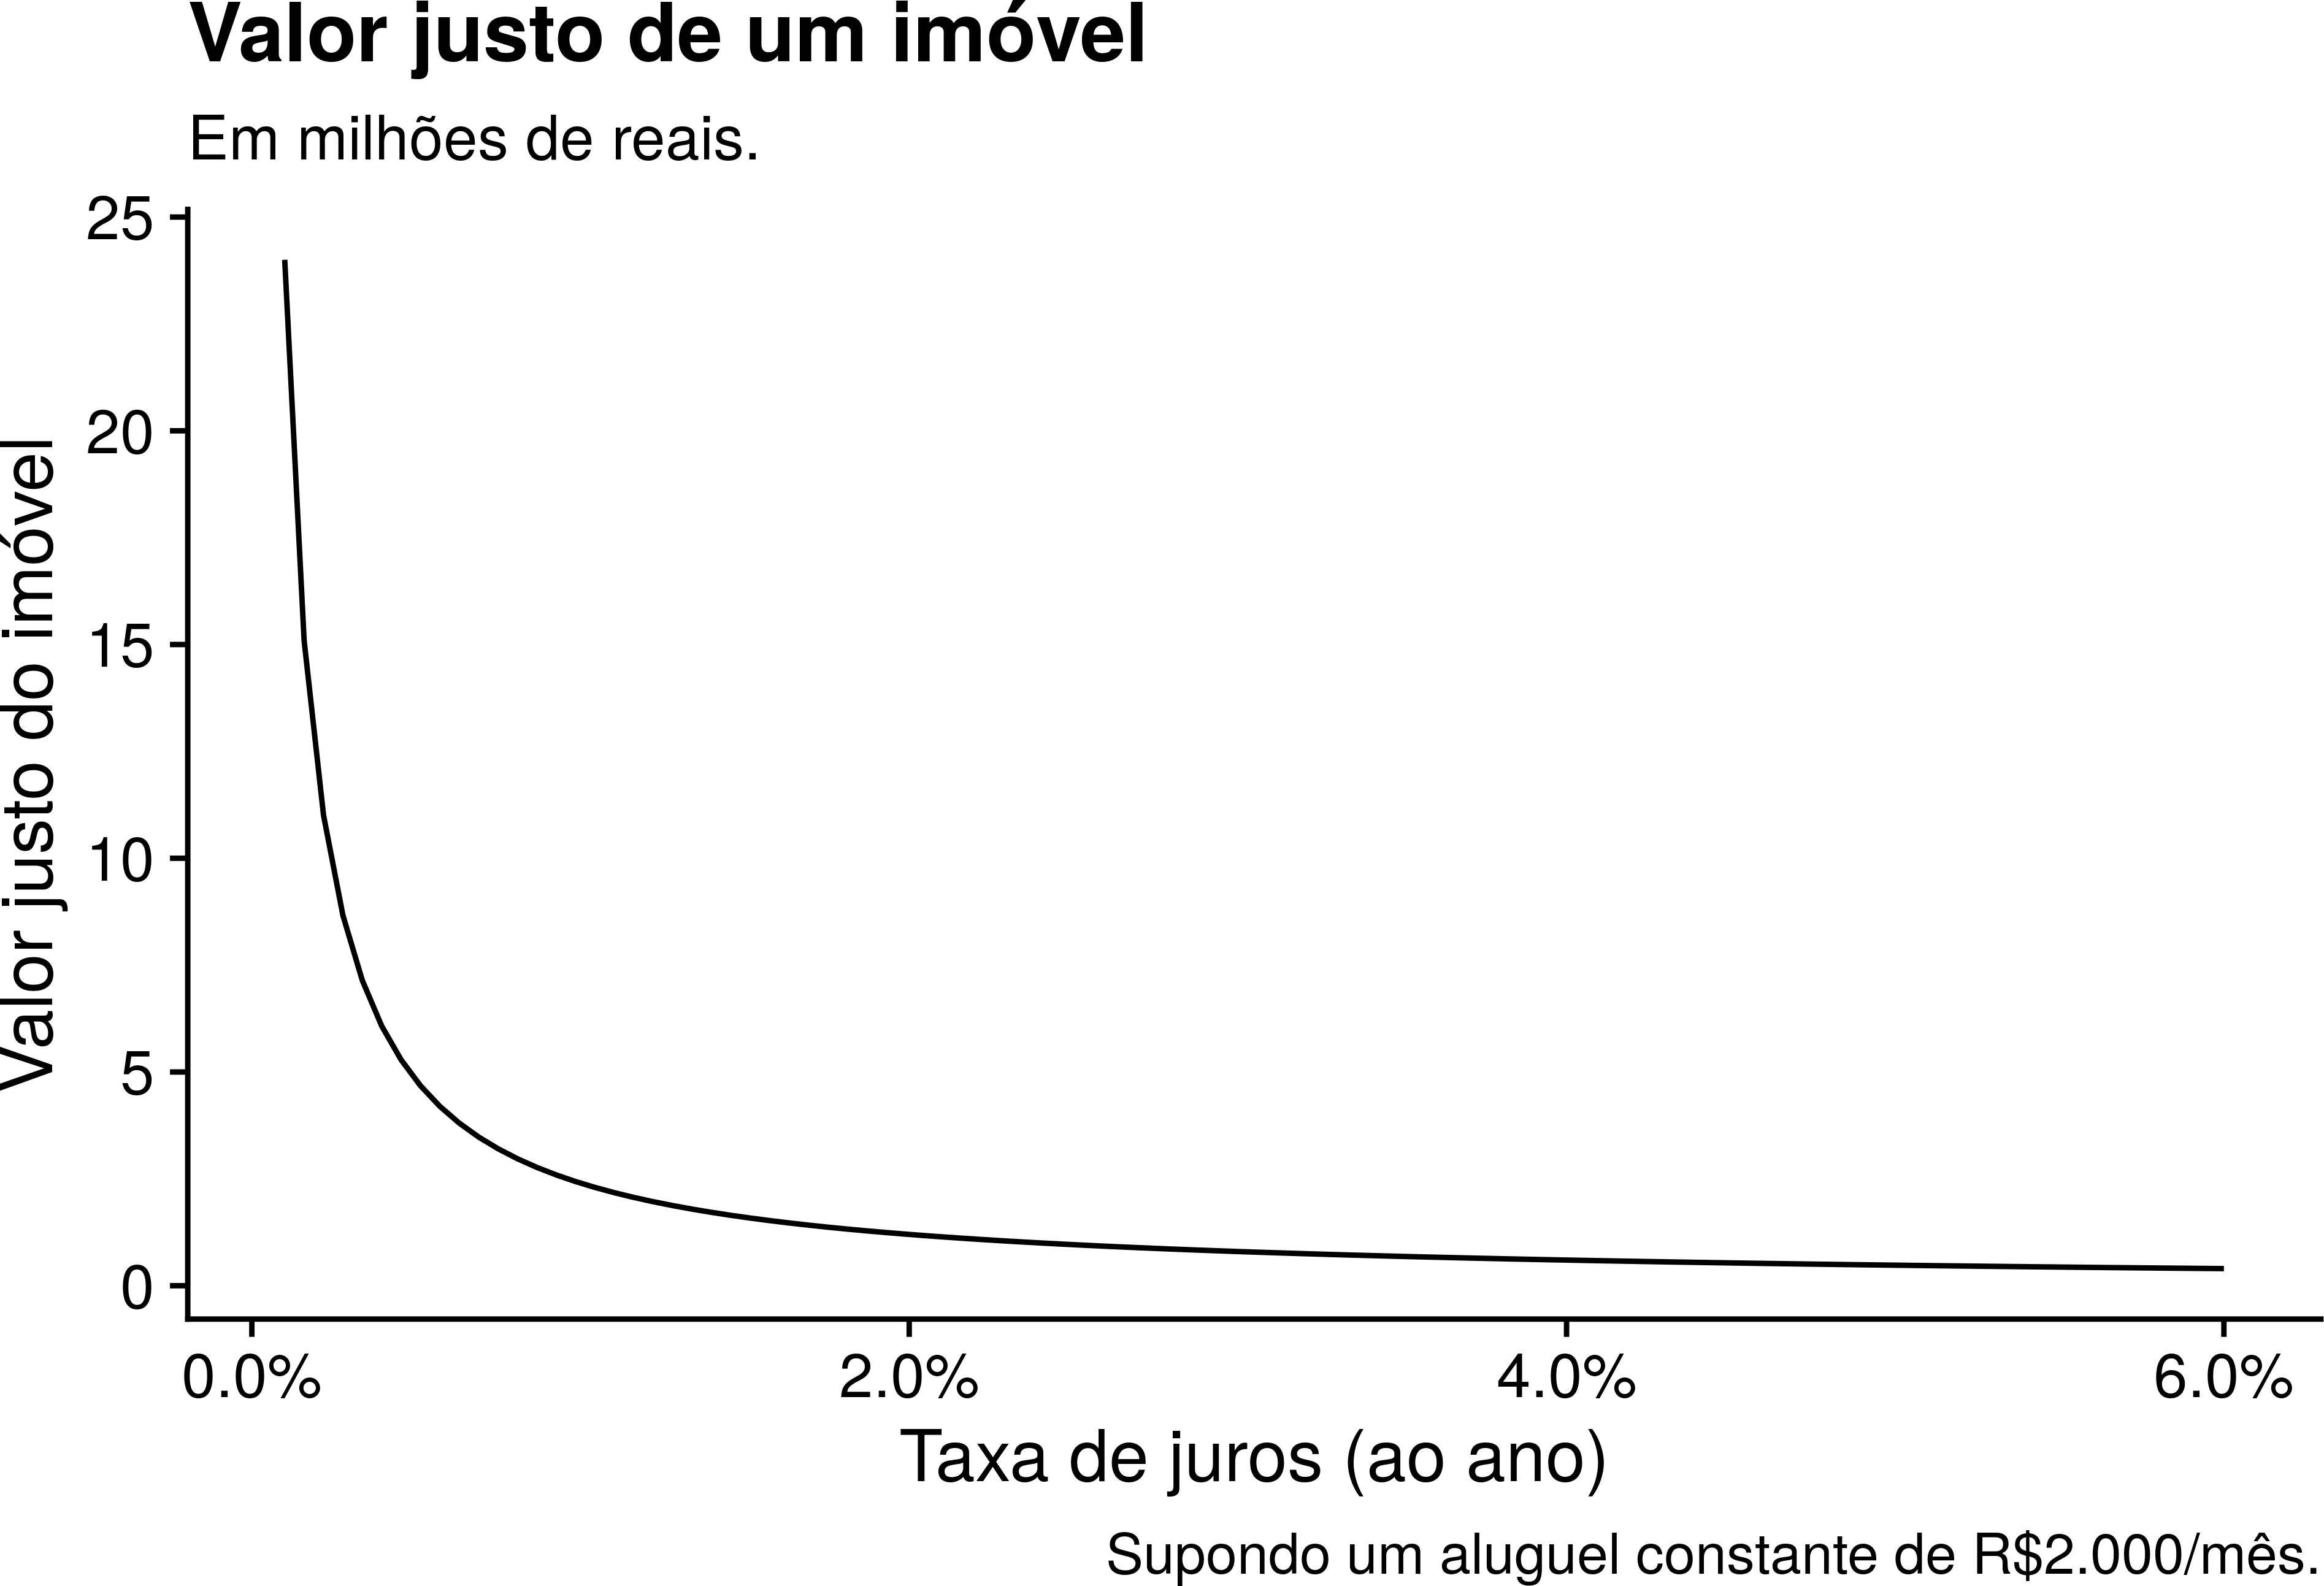 Valor justo de um imóvel
Em milhões de reais.
25
20
15
10
5
0
Valor justo do imóvel
0.0% 2.0% 4.0% 6.0%
Taxa de juros (ao ano)
Supondo um aluguel constante de R$2.000/mês.